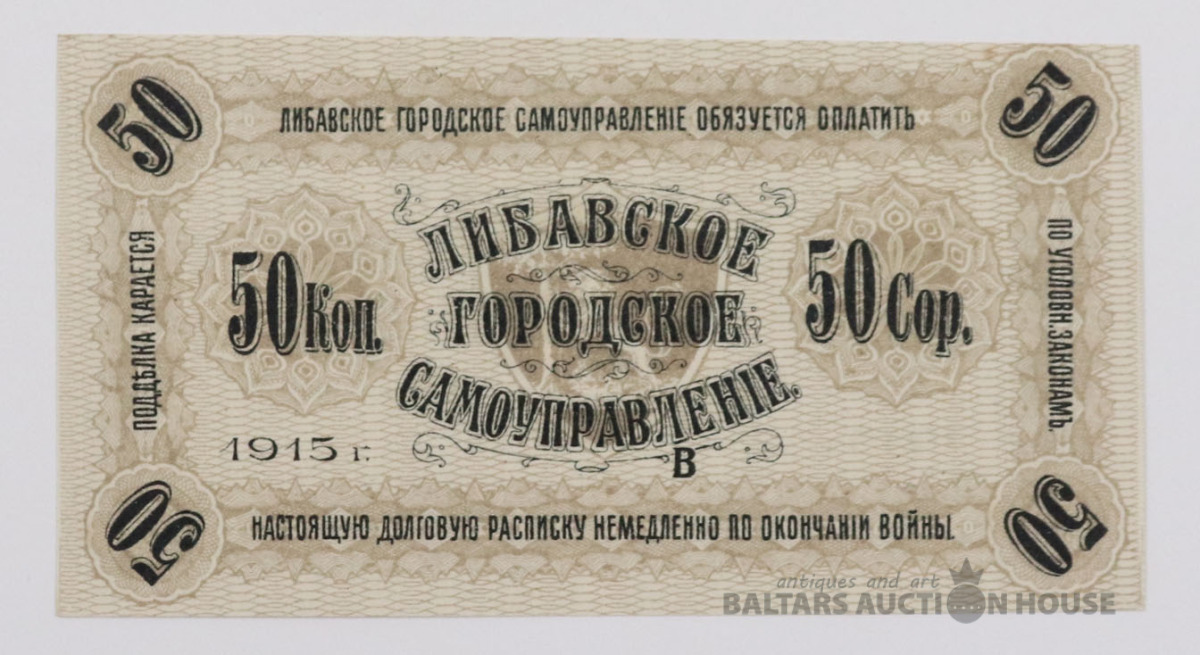 50
50
ЛИБАВСКОЕ ГОРОДСКОЕ САМОУПРАВЛЕНІЕ ОБЯЗУЕТСЯ ОПЛАТИТЬ
ПОДДѢЛКА КАРАЕТСЯ
50 Коп.
ЛИБАВСКОЕ
ГОРОДСКОЕ
САМОУПРАВЛЕНІЕ.
50 Cop.
ПО УГОЛОВН. ЗАКОНАМЪ.
1915 г.
В
НАСТОЯЩУЮ ДОЛГОВУЮ РАСПИСКУ НЕМЕДЛЕННО ПО ОКОНЧАНІИ ВОЙНЫ.
50
50
antiques and art
BALTARS AUCTION HOUSE